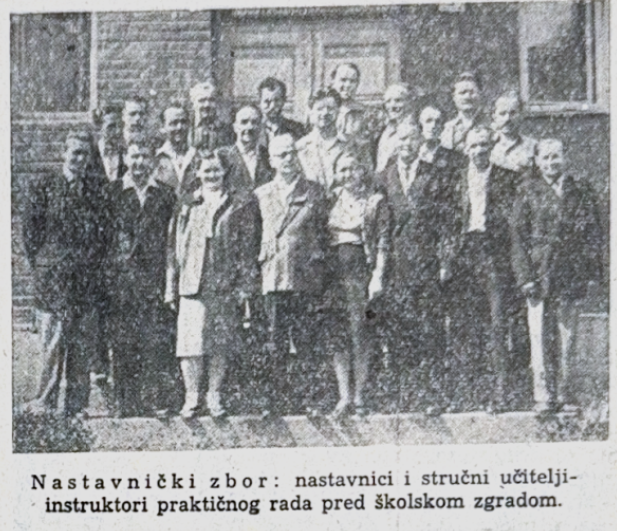 Nastavnički zbor: nastavnici i stručni učitelji-
instruktori praktičnog rada pred školskom zgradom.